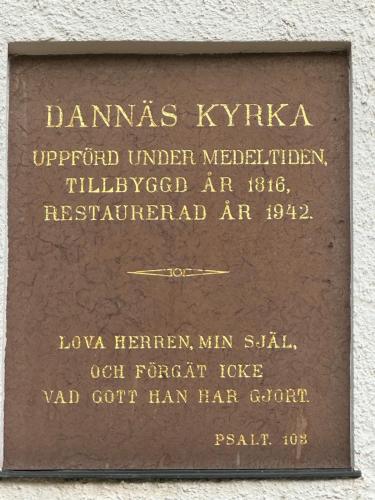 DANNÄS KYRKA
UPPFÖRD UNDER MEDELTIDEN,
TILLBYGGD ÅR 1816,
RESTAURERAD ÅR 1942.
LOVA HERREN, MIN SJÄL,
OCH FÖRGÄT ICKE
VAD GOTT HAN HAR GJORT.
PSALT. 103